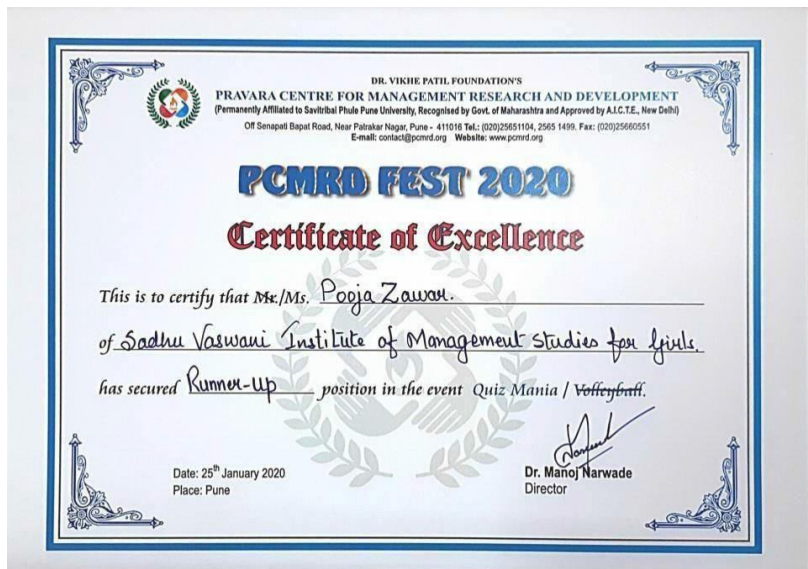 DR. VIKHE PATIL FOUNDATION'S
PRAVARA CENTRE FOR MANAGEMENT RESEARCH AND DEVELOPMENT
(Permanently Affiliated to Savitribal Phule Pune University, Recognised by Govt. of Maharashtra and Approved by A.I.C.T.E., New Delhi)
Off Senapati Bapat Road, Near Patrakar Nagar, Pune - 411016 Tel.: (020)25651104, 2565 1499. Fax: (020)25660551
E-mail: contact@pcmrd.org Website: www.pcmrd.org
PCMRD FEST 2020
Certificate of Excellence
This is to certify that Mr./Ms. Pooja Zawar.
of Sadhu Vaswani Institute of Management Studies for Girls.
has secured Runner-Up position in the event Quiz Mania / Volleyball.
Date: 25th January 2020
Place: Pune
Dr. Manoj Narwade
Director